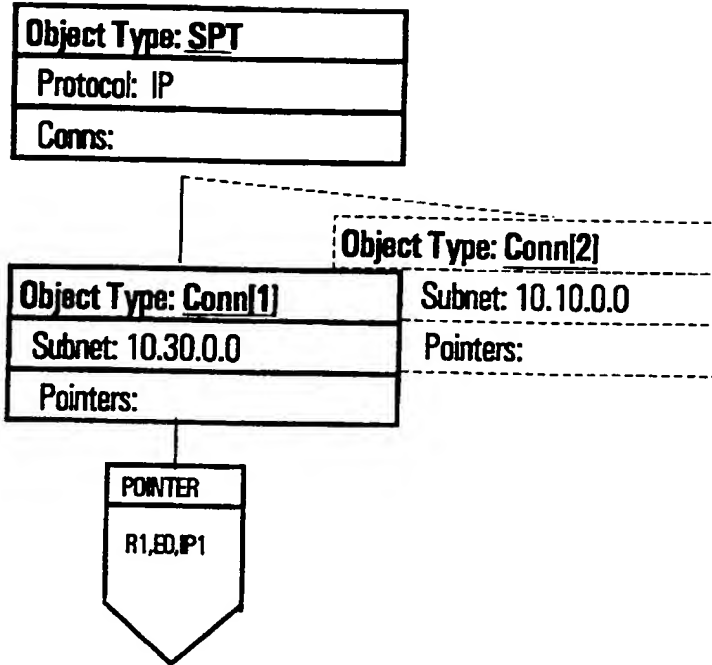 Object Type: SPT
Protocol: IP
Conns:
Object Type: Conn[2]
Subnet: 10.10.0.0
Pointers:
Object Type: Conn[1]
Subnet: 10.30.0.0
Pointers:
POINTER
R1,E0,IP1